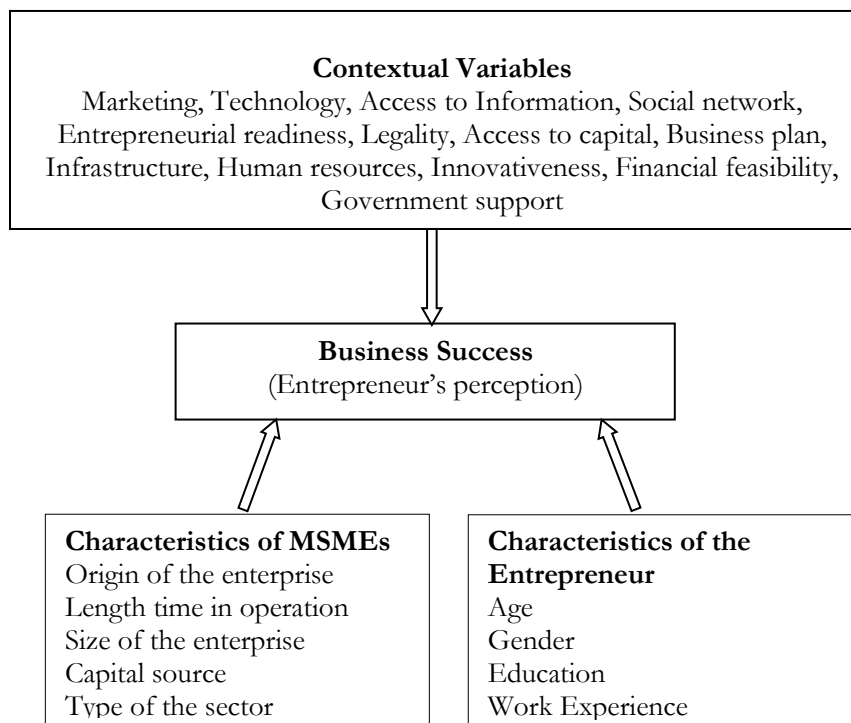 Contextual Variables
Marketing, Technology, Access to Information, Social network,
Entrepreneurial readiness, Legality, Access to capital, Business plan,
Infrastructure, Human resources, Innovativeness, Financial feasibility,
Government support
Business Success
(Entrepreneur’s perception)
Characteristics of MSMEs
Origin of the enterprise
Length time in operation
Size of the enterprise
Capital source
Type of the sector
Characteristics of the
Entrepreneur
Age
Gender
Education
Work Experience